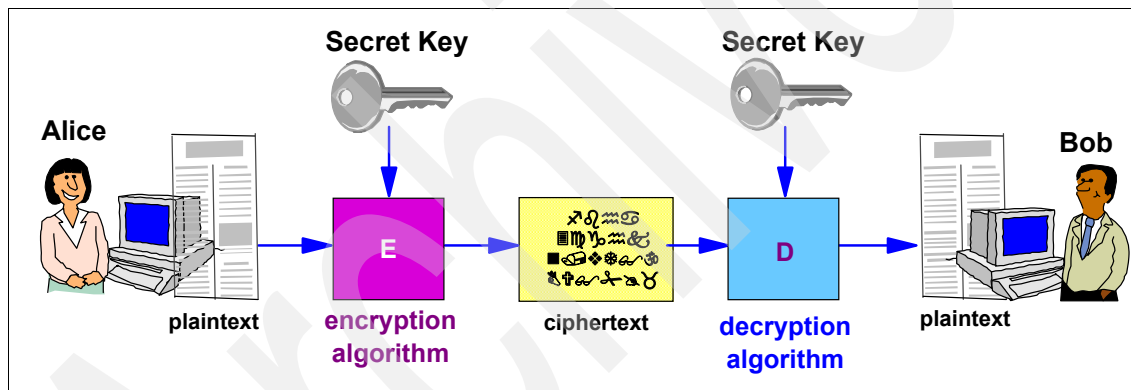 Secret Key
Secret Key
Alice
Bob
E
D
plaintext
encryption
algorithm
ciphertext
decryption
algorithm
plaintext